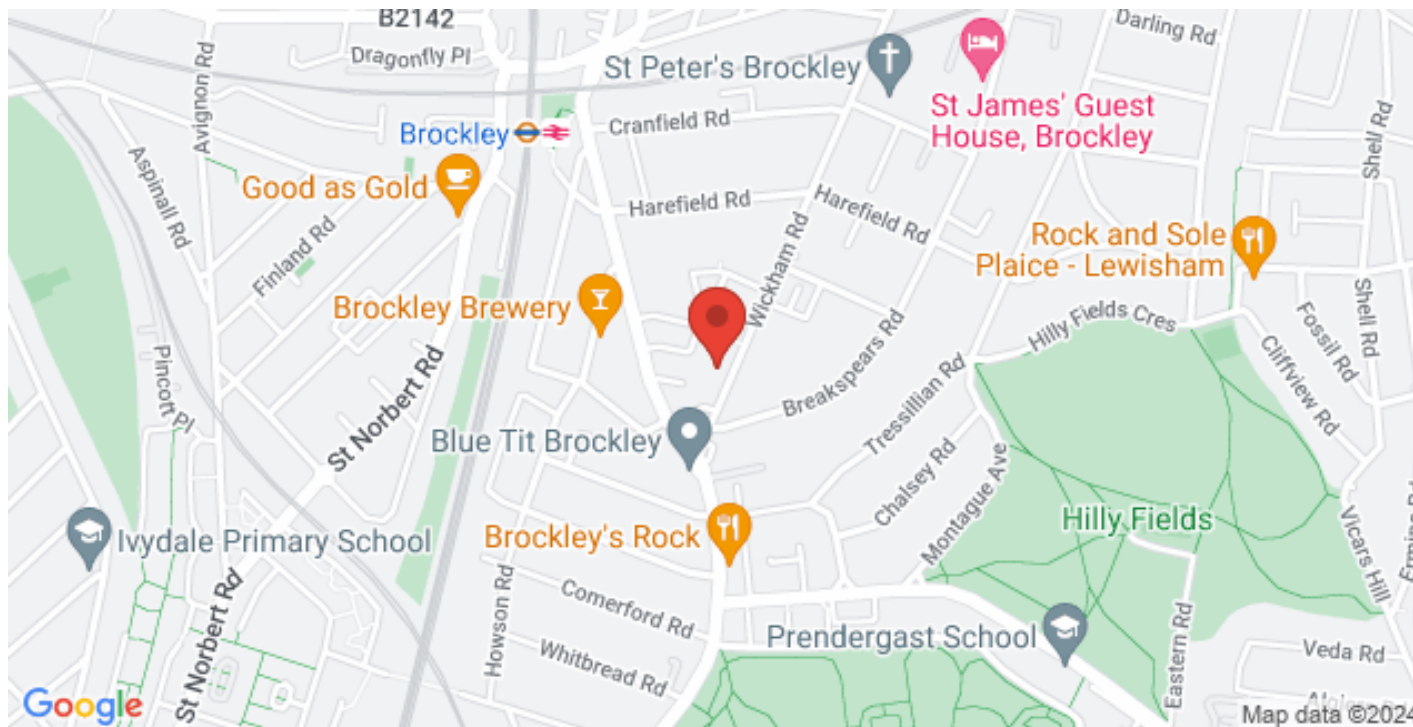 B2142
Darling Rd
Dragonfly Pl
St Peter's Brockley
St James' Guest
House, Brockley
Avignon Rd
Shell Rd
Brockley
Cranfield Rd
Aspinall Rd
Good as Gold
Harefield Rd
Harefield Rd
Finland Rd
Rock and Sole
Plaice - Lewisham
Wickham Rd
Brockley Brewery
Shell Rd
Hilly Fields Cres
Fossil Rd
Pincott Pl
St Norbert Rd
Breakspears Rd
Cliffview Rd
Tressillian Rd
Blue Tit Brockley
Chalsey Rd
Montague Ave
Hilly Fields
Ivydale Primary School
Brockley's Rock
Vicars Hill
St Norbert Rd
Howson Rd
Comerford Rd
Prendergast School
Eastern Rd
Whitbread Rd
Veda Rd
Google
Map data ©2024